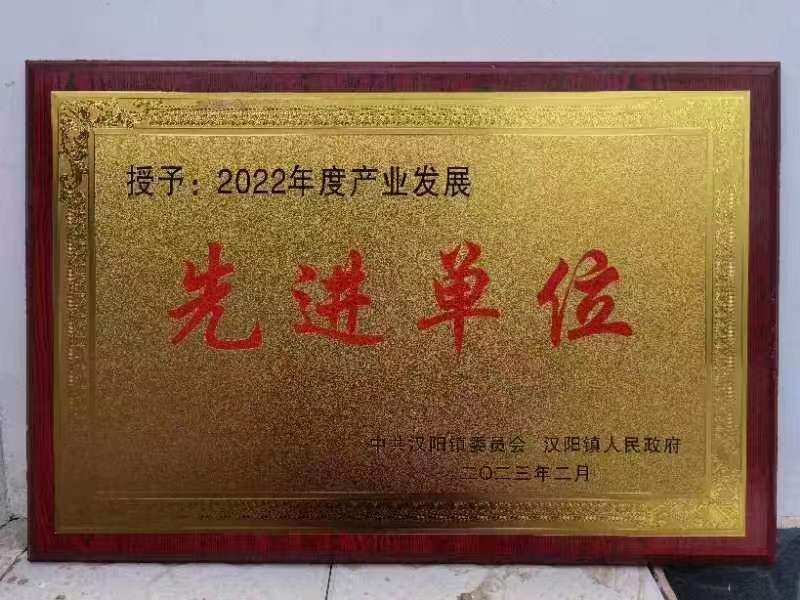 授予：2022年度产业发展
先进单位
中共汉阳镇委员会 汉阳镇人民政府
二〇二三年二月